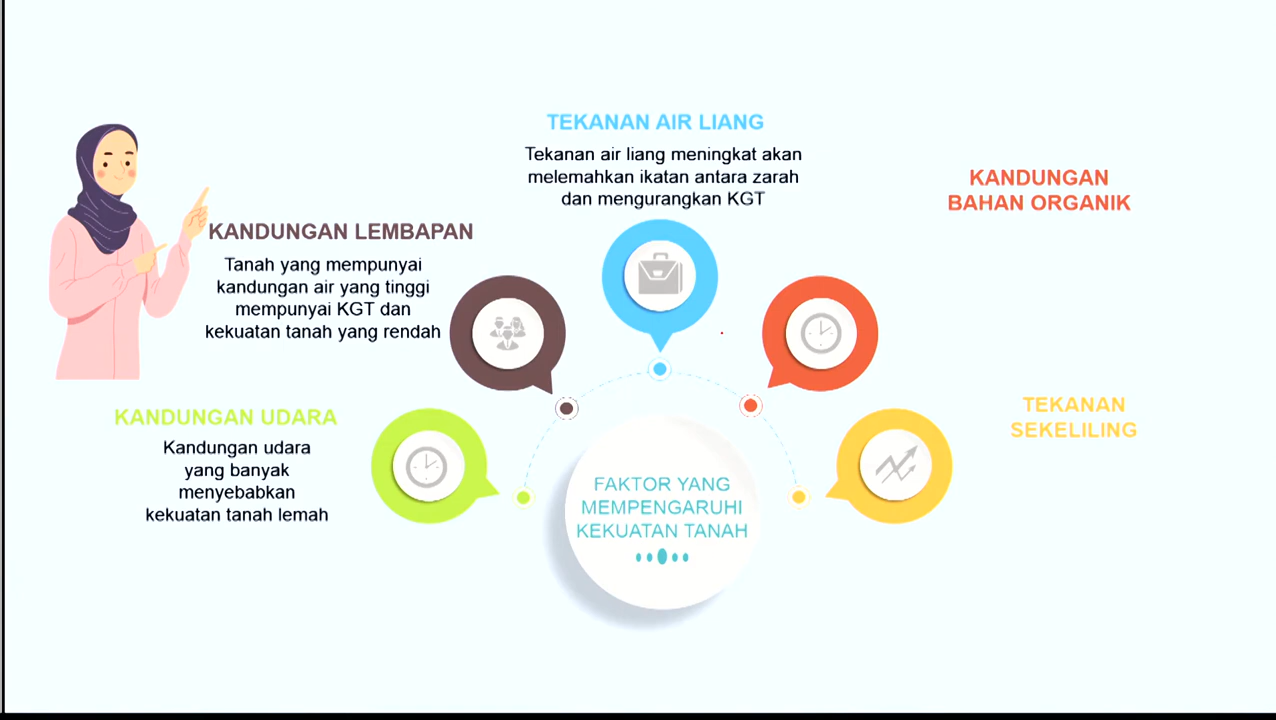 TEKANAN AIR LIANG
Tekanan air liang meningkat akan
melemahkan ikatan antara zarah
dan mengurangkan KGT
KANDUNGAN
BAHAN ORGANIK
KANDUNGAN LEMBAPAN
Tanah yang mempunyai
kandungan air yang tinggi
mempunyai KGT dan
kekuatan tanah yang rendah
KANDUNGAN UDARA
Kandungan udara
yang banyak
menyebabkan
kekuatan tanah lemah
TEKANAN
SEKELILING
FAKTOR YANG
MEMPENGARUHI
KEKUATAN TANAH